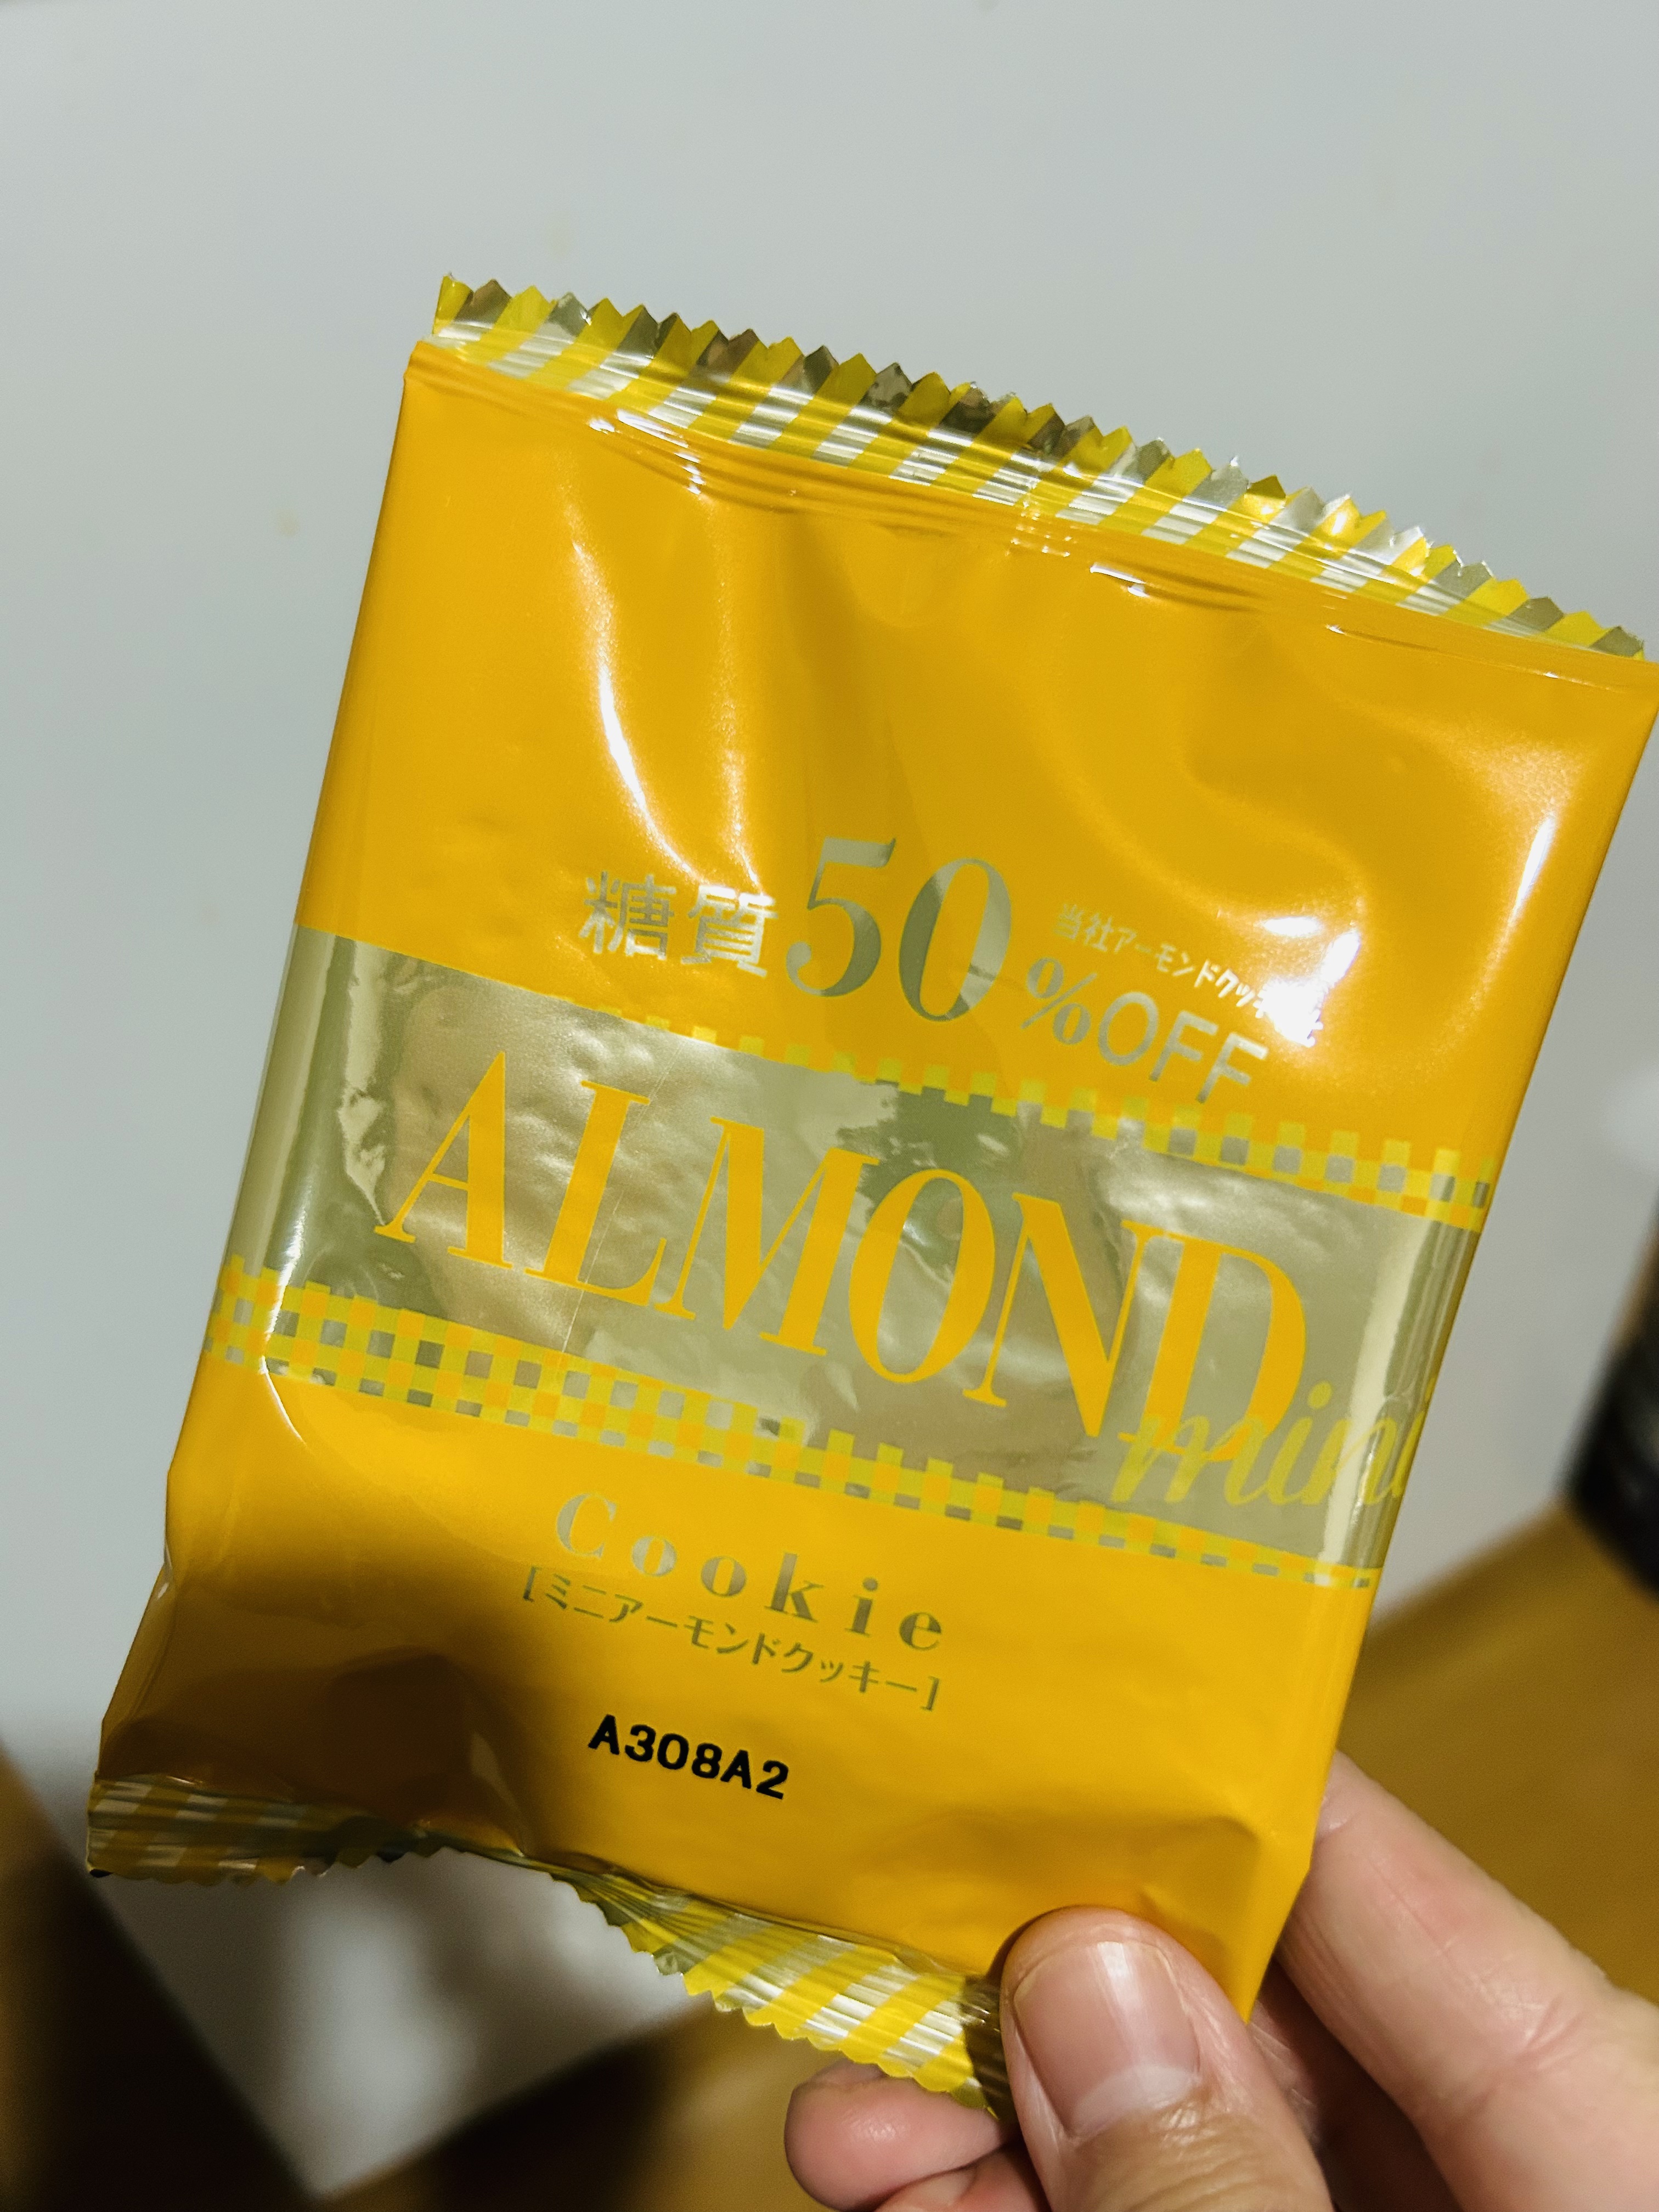 糖質50%OFF
当社アーモンドクッキー比
ALMOND
mini
Cookie
[ミニアーモンドクッキー]
A308A2